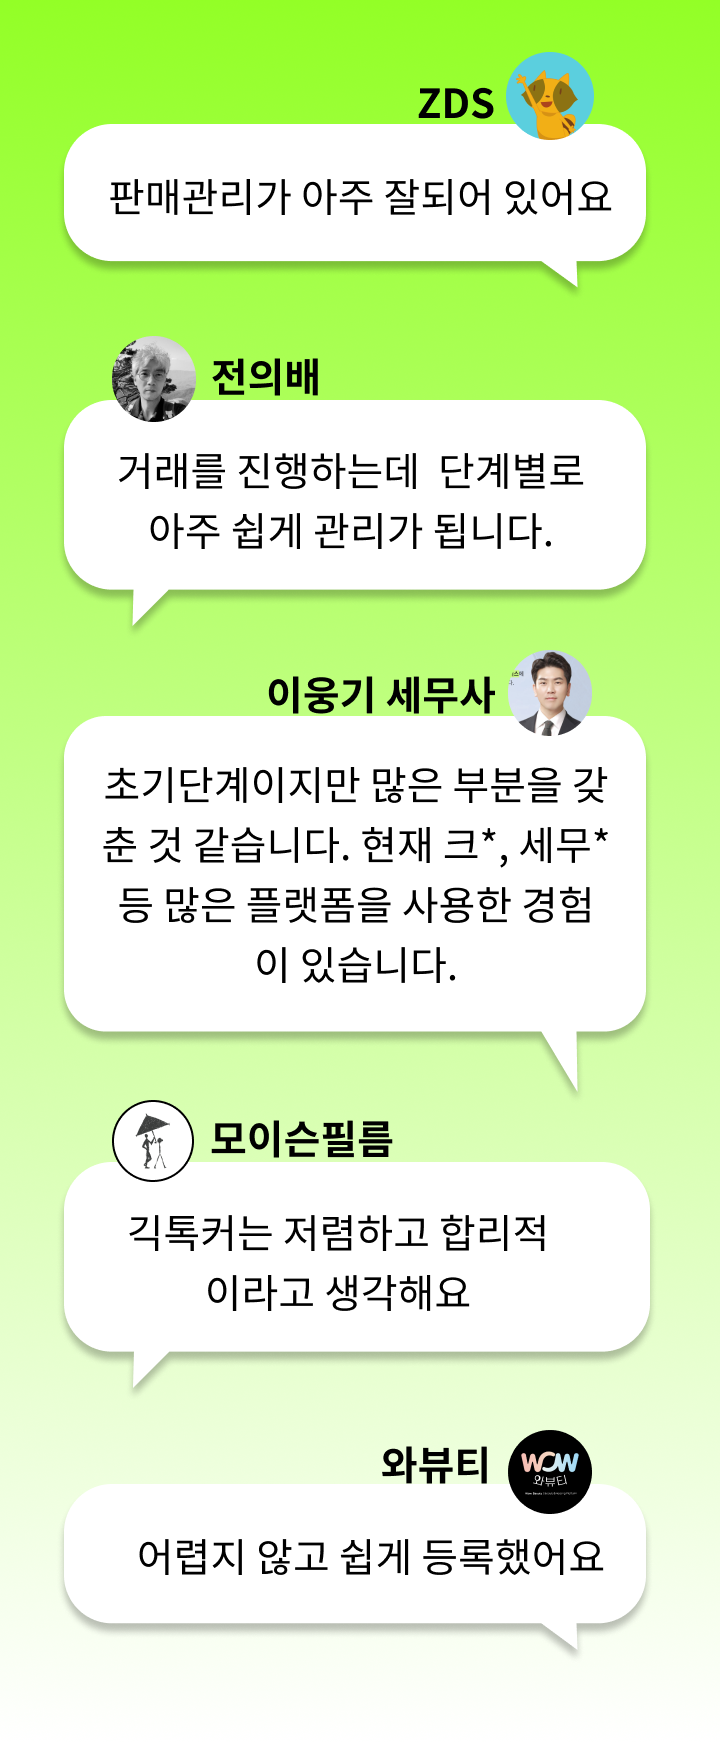 ZDS
판매관리가 아주 잘되어 있어요
전의배
거래를 진행하는데 단계별로
아주 쉽게 관리가 됩니다.
이웅기 세무사
초기단계이지만 많은 부분을 갖
춘 것 같습니다. 현재 크*, 세무*
등 많은 플랫폼을 사용한 경험
이 있습니다.
모이슨필름
긱톡커는 저렴하고 합리적
이라고 생각해요
와뷰티
WOW
와뷰티
어렵지 않고 쉽게 등록했어요